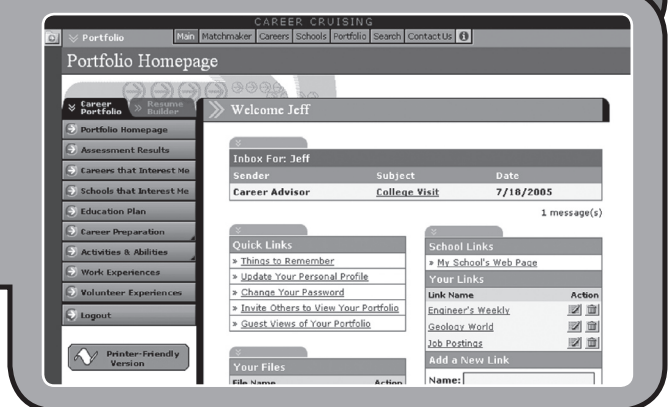 CAREER CRUISING
Portfolio
Main Matchmaker Careers Schools Portfolio Search Contact Us
Portfolio Homepage
Career Portfolio
Resume Builder
Welcome Jeff
Portfolio Homepage
Assessment Results
Careers that Interest Me
Schools that Interest Me
Education Plan
Career Preparation
Activities & Abilities
Work Experiences
Volunteer Experiences
Logout
Printer-Friendly
Version
Inbox For: Jeff
Sender Subject Date
Career Advisor College Visit 7/18/2005
1 message(s)
Quick Links
» Things to Remember
» Update Your Personal Profile
» Change Your Password
» Invite Others to View Your Portfolio
» Guest Views of Your Portfolio
Your Files
File Name Action
School Links
» My School's Web Page
Your Links
Link Name Action
Engineer's Weekly
Geology World
Job Postings
Add a New Link
Name: